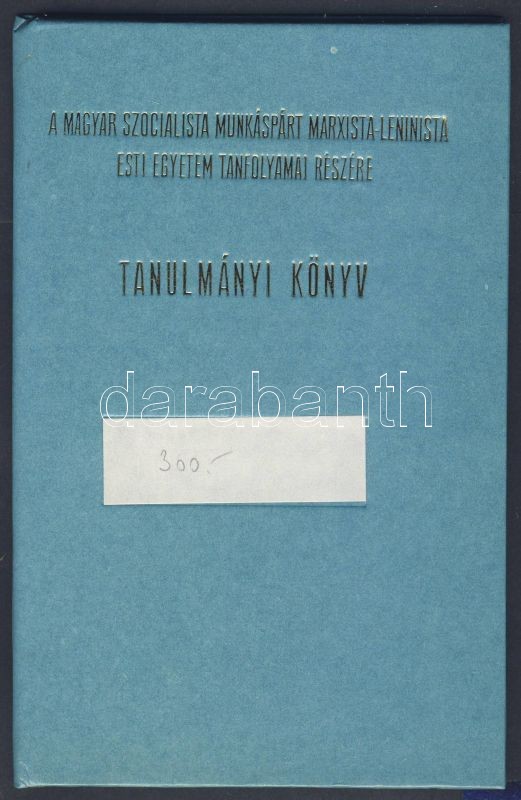 A MAGYAR SZOCIALISTA MUNKÁSPÁRT MARXISTA-LENINISTA
ESTI EGYETEM TANFOLYAMAI RÉSZÉRE
TANULMÁNYI KÖNYV
darabanth
300.-